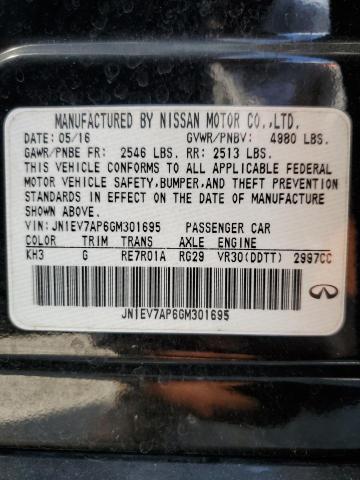 MANUFACTURED BY NISSAN MOTOR CO.,LTD.
DATE: 05/16 GVWR/PNBV: 4980 LBS.
GAWR/PNBE FR: 2546 LBS. RR: 2513 LBS.
THIS VEHICLE CONFORMS TO ALL APPLICABLE FEDERAL
MOTOR VEHICLE SAFETY, BUMPER, AND THEFT PREVENTION
STANDARDS IN EFFECT ON THE DATE OF MANUFACTURE
SHOWN ABOVE.
VIN: JN1EV7AP6GM301695 PASSENGER CAR
COLOR TRIM TRANS AXLE ENGINE
KH3 G RE7R01A RG29 VR30(DDTT) 2997CC
JN1EV7AP6GM301695